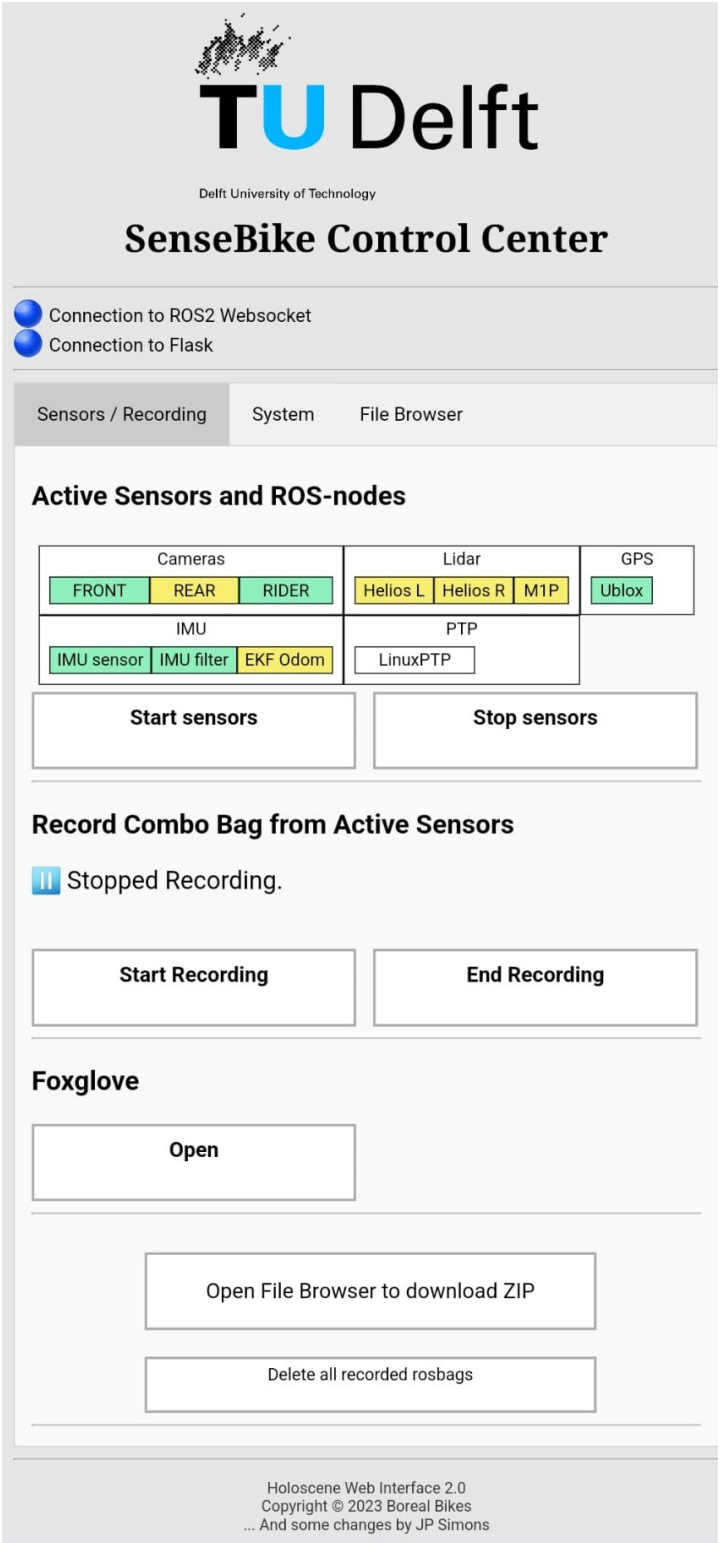 TU Delft
Delft University of Technology
SenseBike Control Center
Connection to ROS2 Websocket
Connection to Flask
Sensors / Recording System File Browser
Active Sensors and ROS-nodes
Cameras Lidar GPS
FRONT REAR RIDER Helios L Helios R M1P Ublox
IMU PTP
IMU sensor IMU filter EKF Odom LinuxPTP
Start sensors Stop sensors
Record Combo Bag from Active Sensors
Stopped Recording.
Start Recording End Recording
Foxglove
Open
Open File Browser to download ZIP
Delete all recorded rosbags
Holoscene Web Interface 2.0
Copyright © 2023 Boreal Bikes
... And some changes by JP Simons